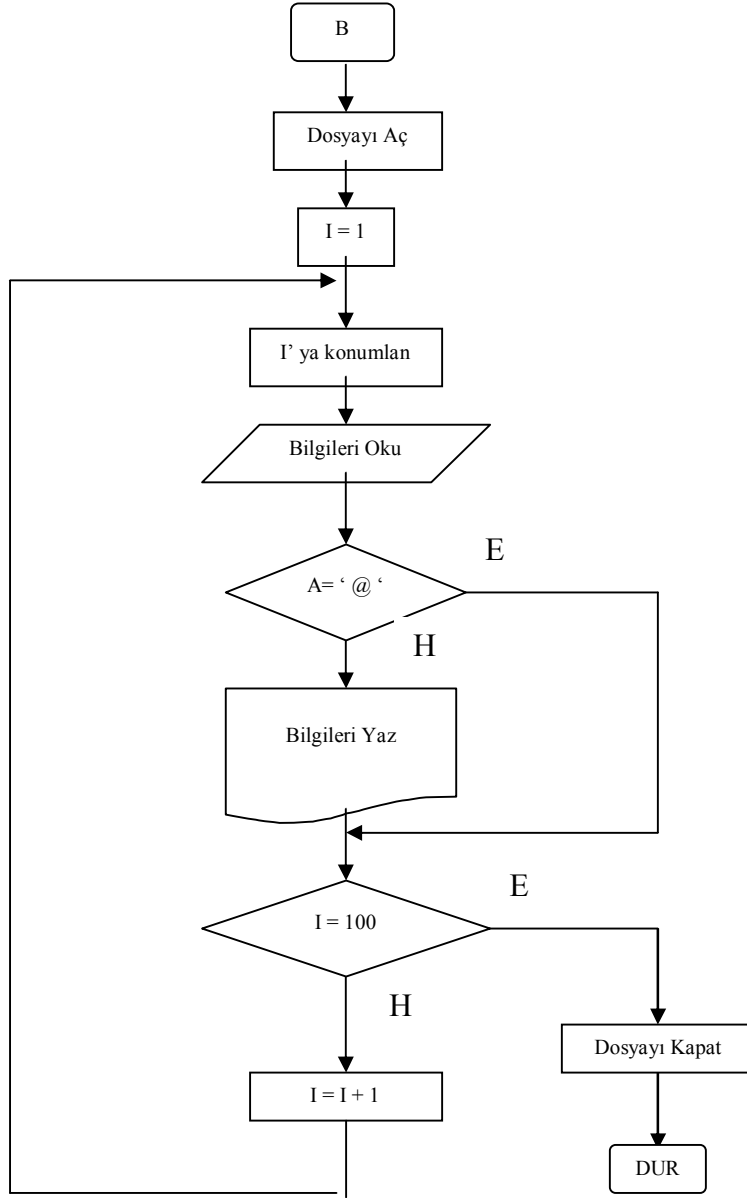 B
Dosyayı Aç
I = 1
I’ ya konumlan
Bilgileri Oku
E
A= ‘ @ ‘
H
Bilgileri Yaz
E
I = 100
H
Dosyayı Kapat
I = I + 1
DUR